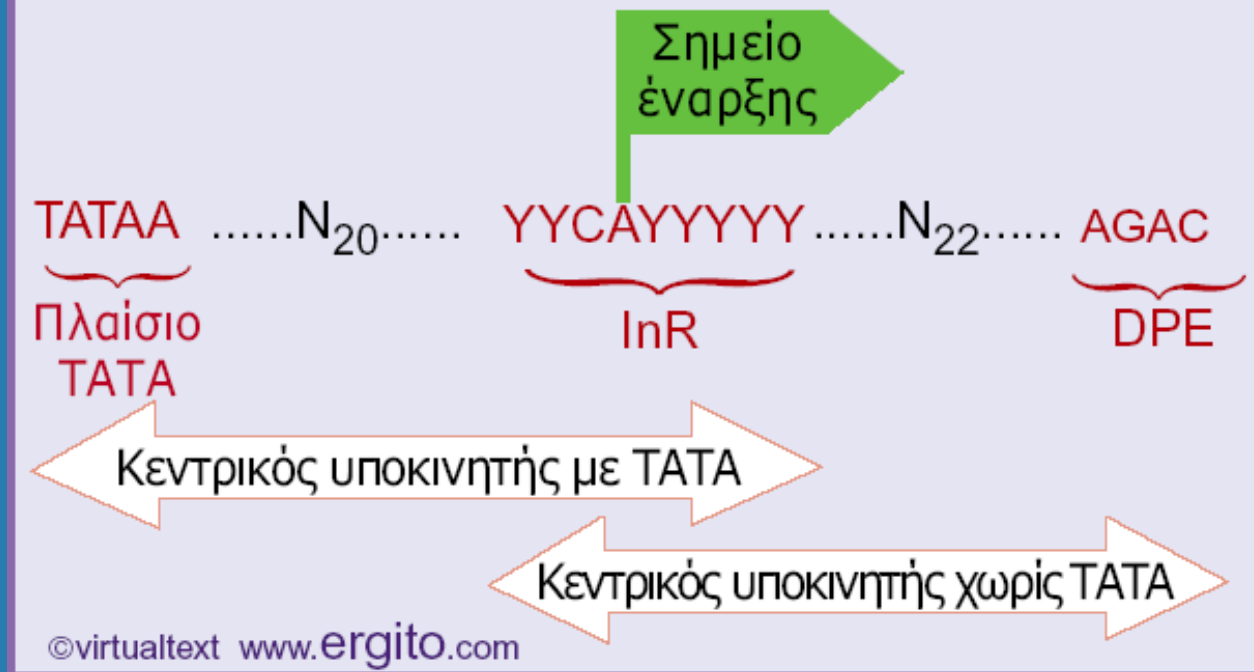 Σημείο
έναρξης
TATAA ......N20...... YYCAYYYYY ......N22...... AGAC
Πλαίσιο
TATA
InR
DPE
Κεντρικός υποκινητής με TATA
Κεντρικός υποκινητής χωρίς TATA
©virtualtext www.ergito.com